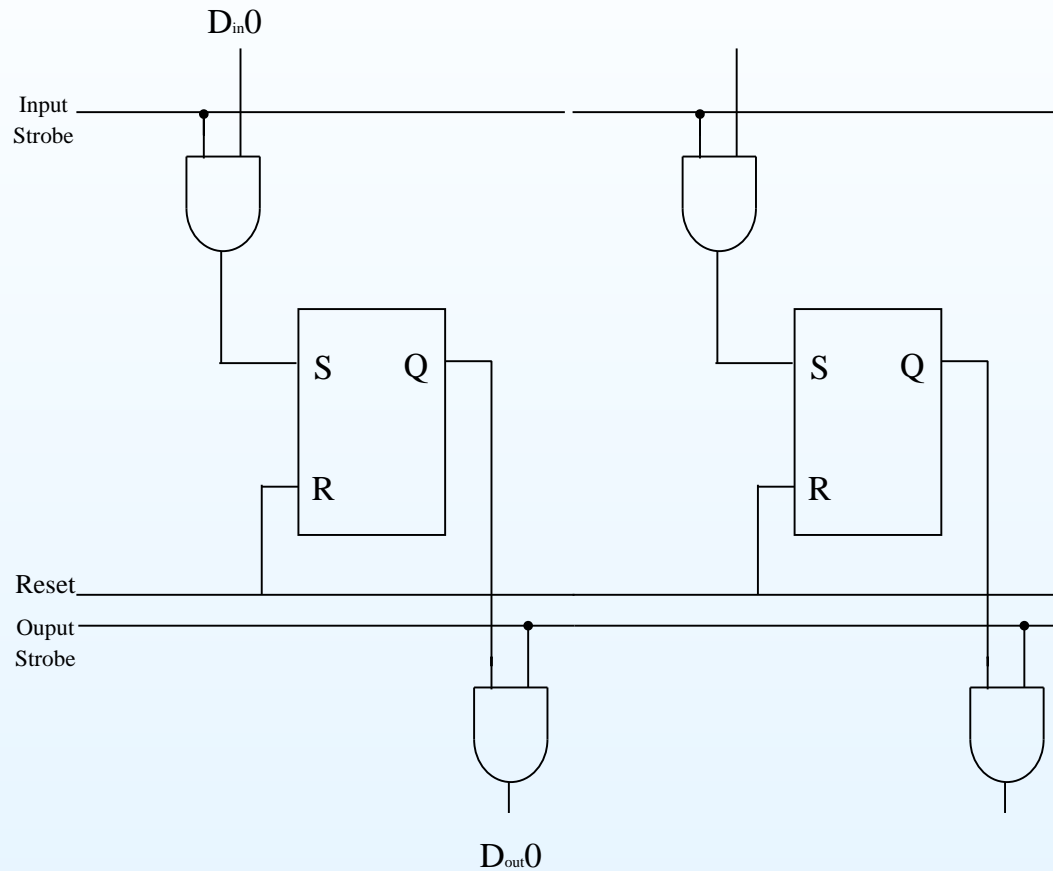 Din0
Input
Strobe
S Q
S Q
R
R
Reset
Ouput
Strobe
Dout0